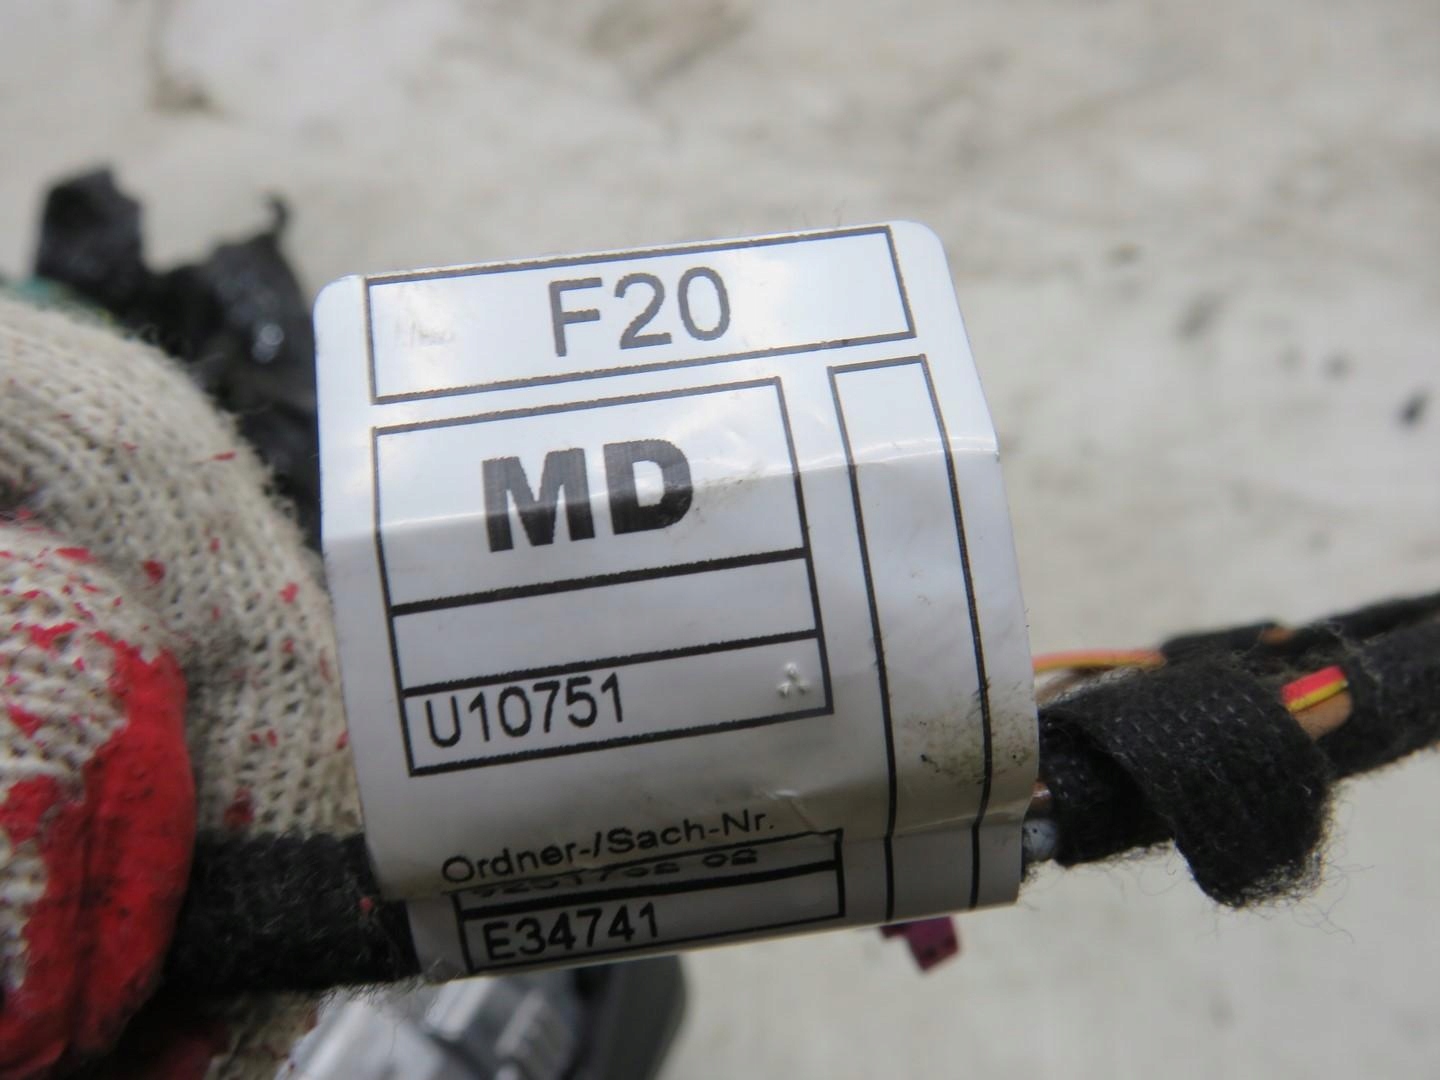 F20
MD
U10751
Ordner-/Sach-Nr.
E34741